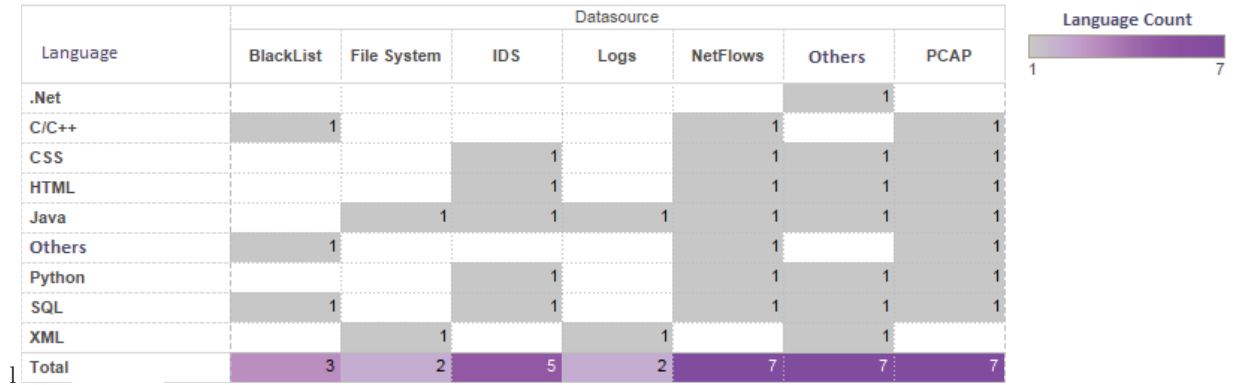 Datasource
Language Count
Language BlackList File System IDS Logs NetFlows Others PCAP
1 7
.Net 1
C/C++ 1 1 1
CSS 1 1 1 1
HTML 1 1 1 1
Java 1 1 1 1 1 1
Others 1 1 1
Python 1 1 1 1
SQL 1 1 1 1 1
XML 1 1 1
l Total 3 2 5 2 7 7 7